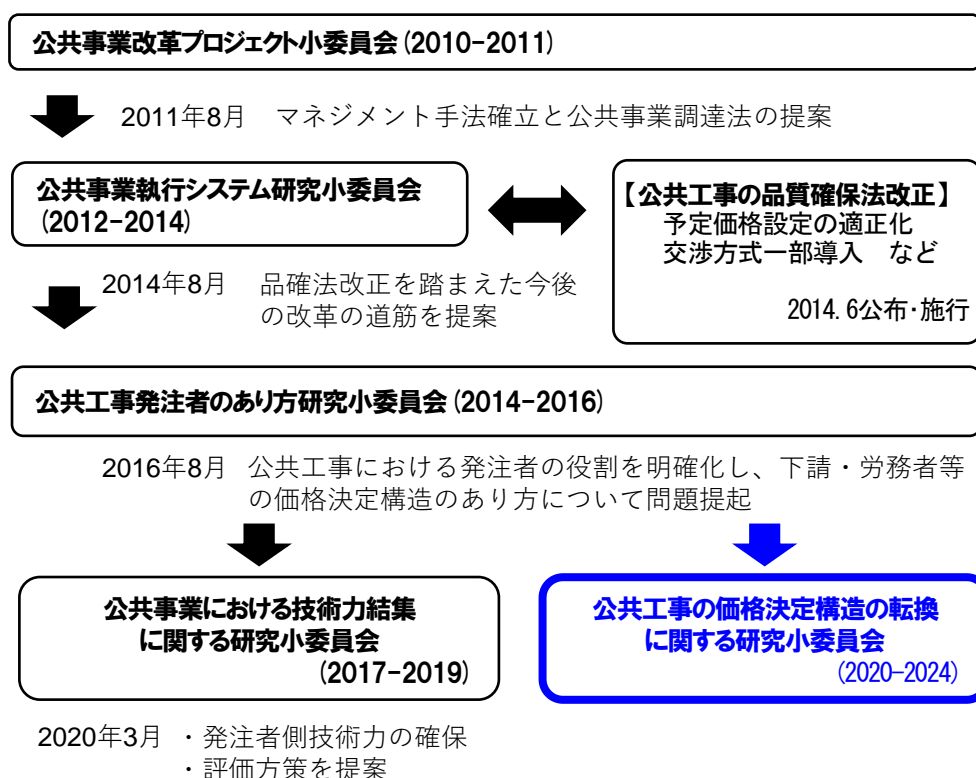 公共事業改革プロジェクト小委員会(2010-2011)
2011年8月 マネジメント手法確立と公共事業調達法の提案
公共事業執行システム研究小委員会
(2012-2014)
【公共工事の品質確保法改正】
予定価格設定の適正化
交渉方式一部導入 など
2014.6公布・施行
2014年8月 品確法改正を踏まえた今後
の改革の道筋を提案
公共工事発注者のあり方研究小委員会(2014-2016)
2016年8月 公共工事における発注者の役割を明確化し、下請・労務者等
の価格決定構造のあり方について問題提起
公共事業における技術力結集
に関する研究小委員会
(2017-2019)
公共工事の価格決定構造の転換
に関する研究小委員会
(2020-2024)
2020年3月 ・発注者側技術力の確保
・評価方策を提案